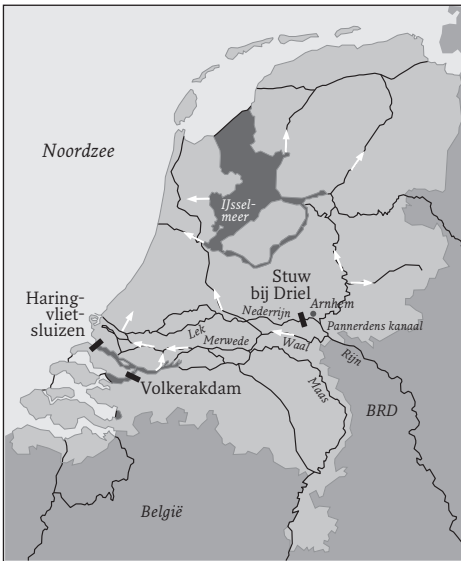 Noordzee
IJssel-
meer
Stuw
bij Driel
Arnhem
Haring-
vliet-
sluizen
Nederrijn
Pannerdens kanaal
Lek
Merwede
Waal
Rijn
Maas
Volkerakdam
BRD
België